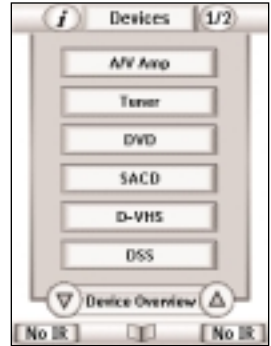 i Devices 1/2
A/V Amp
Tuner
DVD
SACD
D-VHS
DSS
Device Overview
No IR No IR